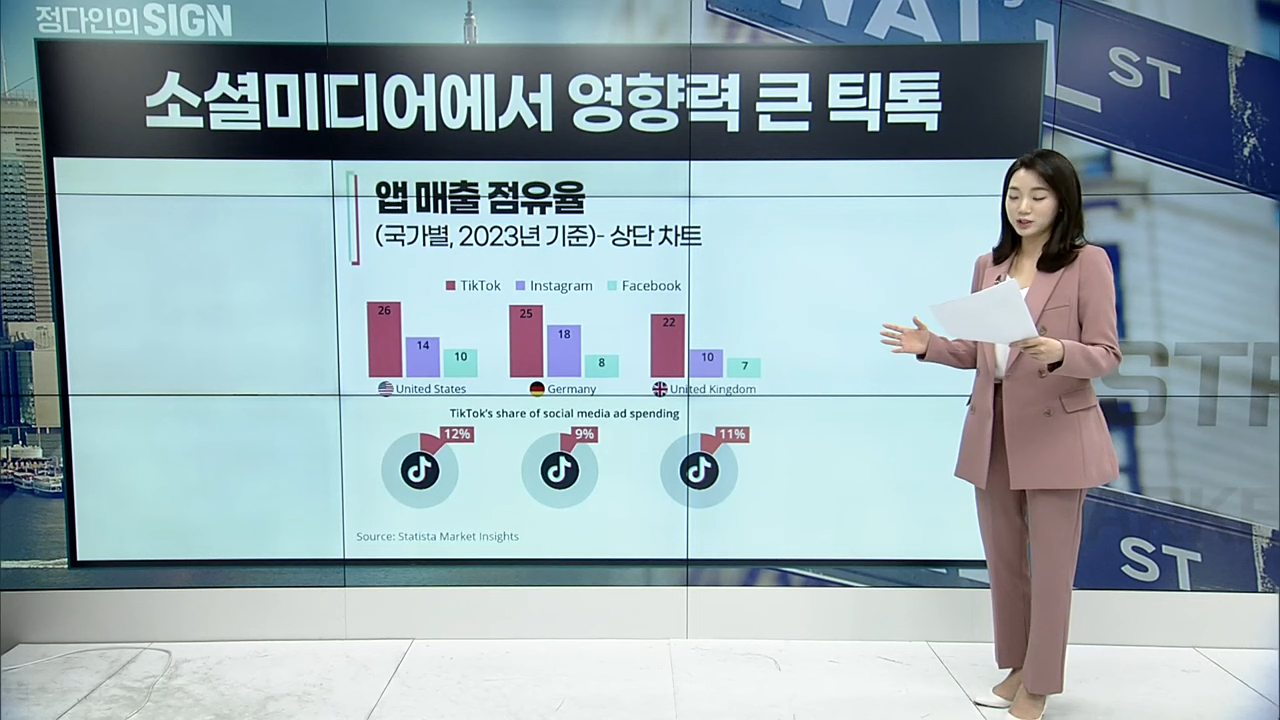 정다인의 SIGN
WALL ST
ST
소셜미디어에서 영향력 큰 틱톡
앱 매출 점유율
(국가별, 2023년 기준)- 상단 차트
TikTok Instagram Facebook
26 14 10 25 18 8 22 10 7
United States Germany United Kingdom
TikTok's share of social media ad spending
12% 9% 11%
Source: Statista Market Insights
STR
ST